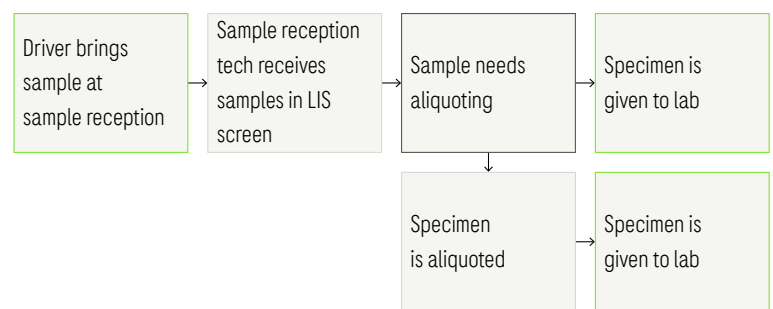 Driver brings
sample at
sample reception
Sample reception
tech receives
samples in LIS
screen
Sample needs
aliquoting
Specimen is
given to lab
Specimen
is aliquoted
Specimen is
given to lab